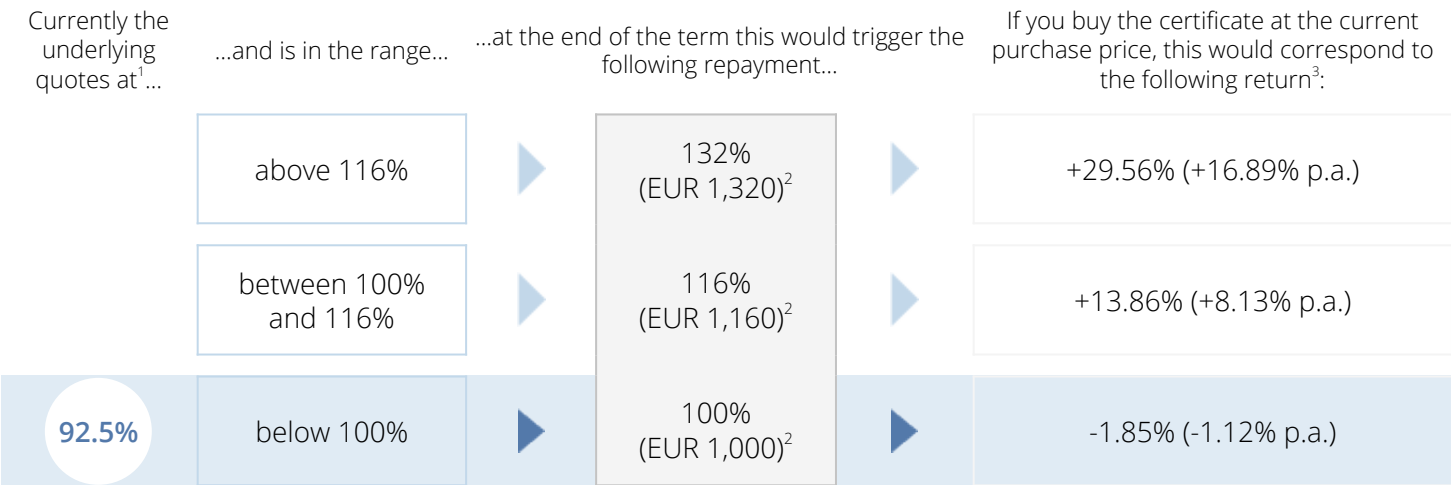 Currently the
underlying
quotes at¹...
...and is in the range...
...at the end of the term this would trigger the
following repayment...
If you buy the certificate at the current
purchase price, this would correspond to
the following return³:
above 116%
132%
(EUR 1,320)²
+29.56% (+16.89% p.a.)
between 100%
and 116%
116%
(EUR 1,160)²
+13.86% (+8.13% p.a.)
92.5%
below 100%
100%
(EUR 1,000)²
-1.85% (-1.12% p.a.)